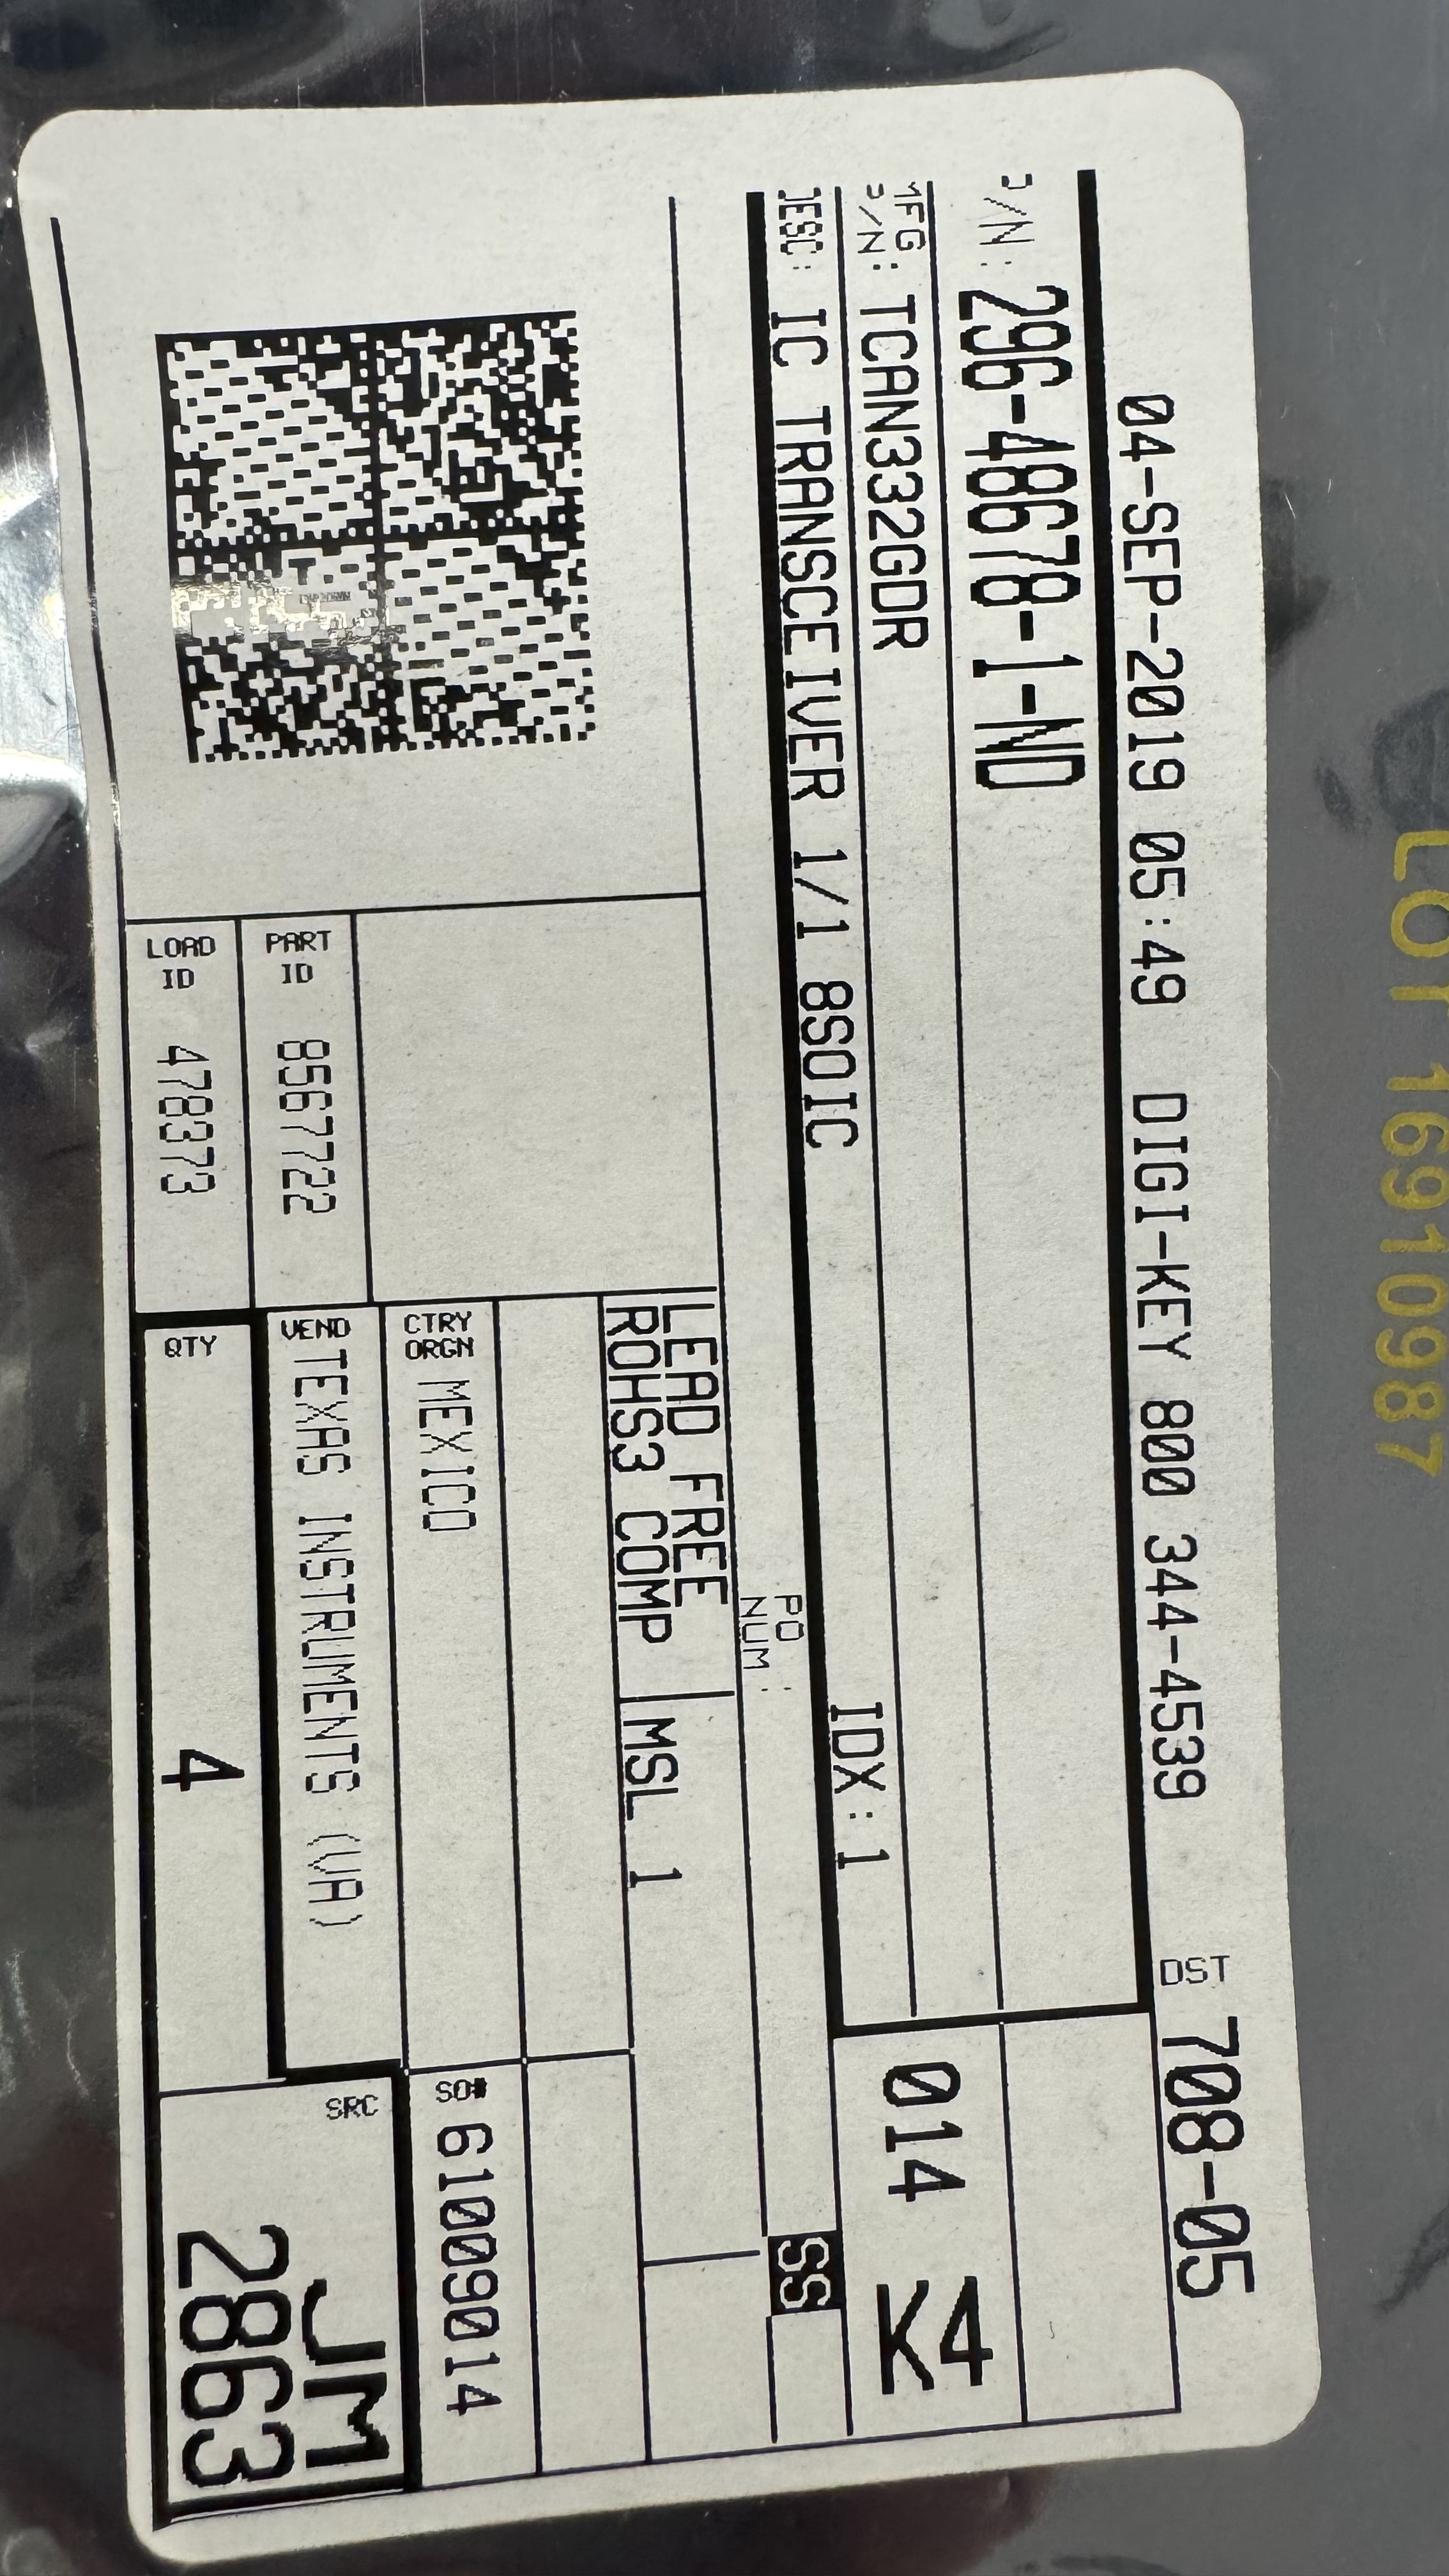 04-SEP-2019 05:49 DIGI-KEY 800 344-4539 DST 708-05
P/N: 296-48678-1-ND
MFG
P/N: TCAN332GDR
014 K4
DESC: IC TRANSCEIVER 1/1 8SOIC IDX:1
PO
NUM:
SS
LEAD FREE
ROHS3 COMP
MSL 1
CTRY
ORGN MEXICO
SO# 61009014
PART
ID 8567722
VEND TEXAS INSTRUMENTS (VA)
SRC
JM
2863
LOAD
ID 478373
QTY 4
LOT 16910987